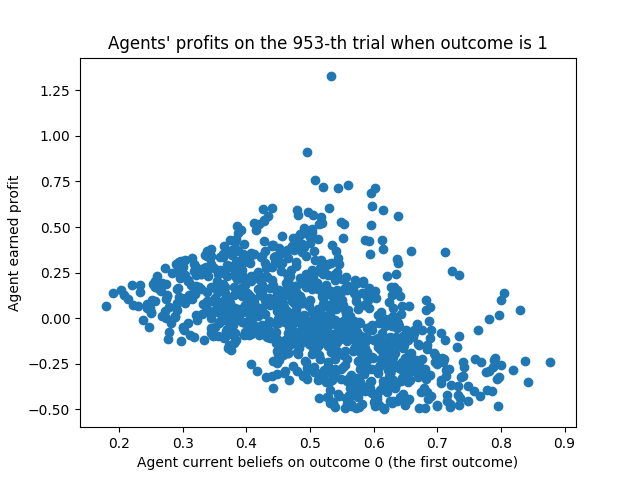 Agents' profits on the 953-th trial when outcome is 1
Agent earned profit
1.25
1.00
0.75
0.50
0.25
0.00
−0.25
−0.50
0.2 0.3 0.4 0.5 0.6 0.7 0.8 0.9
Agent current beliefs on outcome 0 (the first outcome)